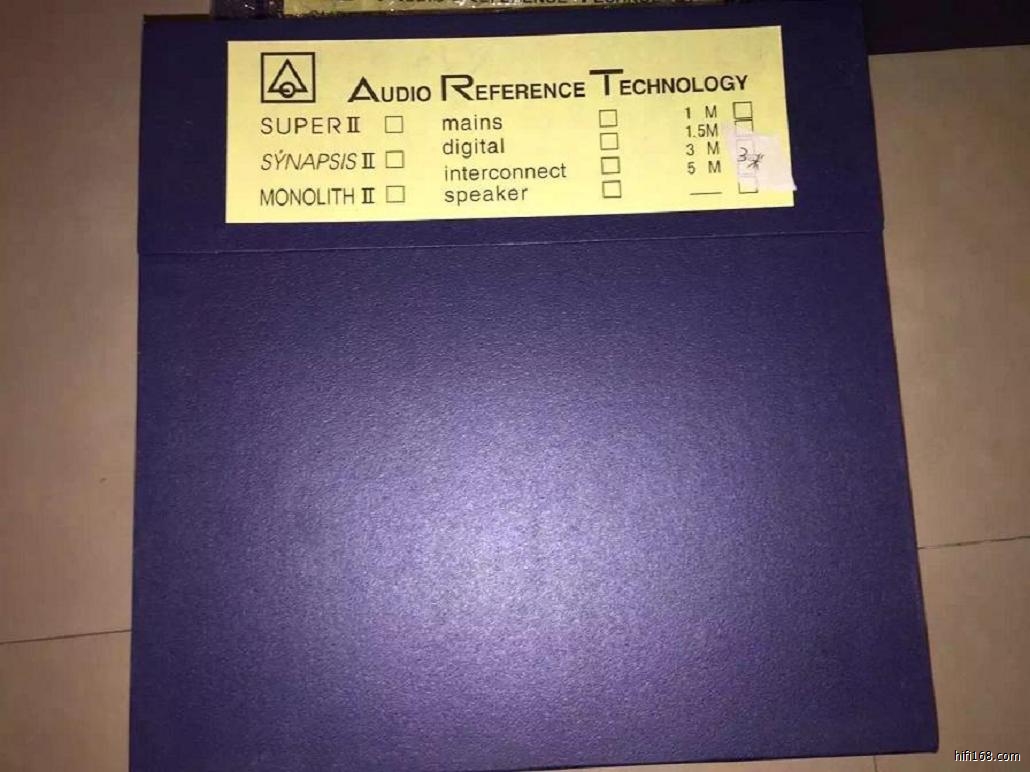 AUDIO REFERENCE TECHNOLOGY
SUPER II mains 1 M
1.5M
SÝNAPSIS II digital 3 M
interconnect 5 M
MONOLITH II speaker
hifi168.com